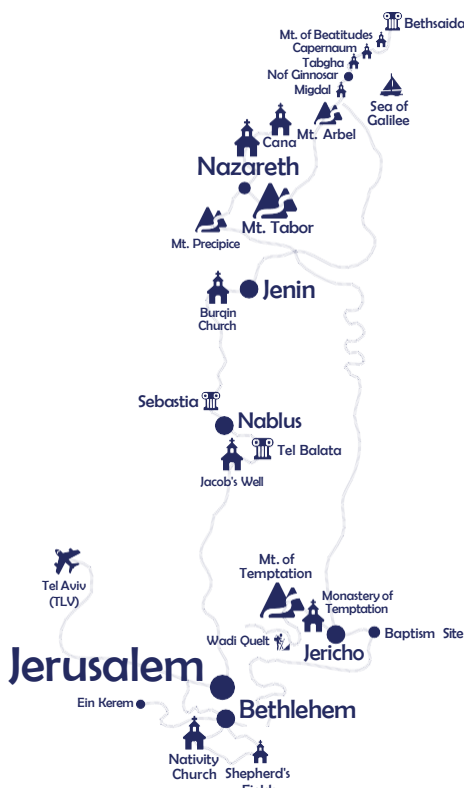 Bethsaida
Mt. of Beatitudes
Capernaum
Tabgha
Nof Ginnosar
Migdal
Sea of
Galilee
Mt. Arbel
Cana
Nazareth
Mt. Tabor
Mt. Precipice
Jenin
Burqin
Church
Sebastia
Nablus
Tel Balata
Jacob's Well
Tel Aviv
(TLV)
Mt. of
Temptation
Monastery of
Temptation
Wadi Quelt
Jericho
Baptism Site
Jerusalem
Ein Kerem
Bethlehem
Nativity
Church
Shepherd's